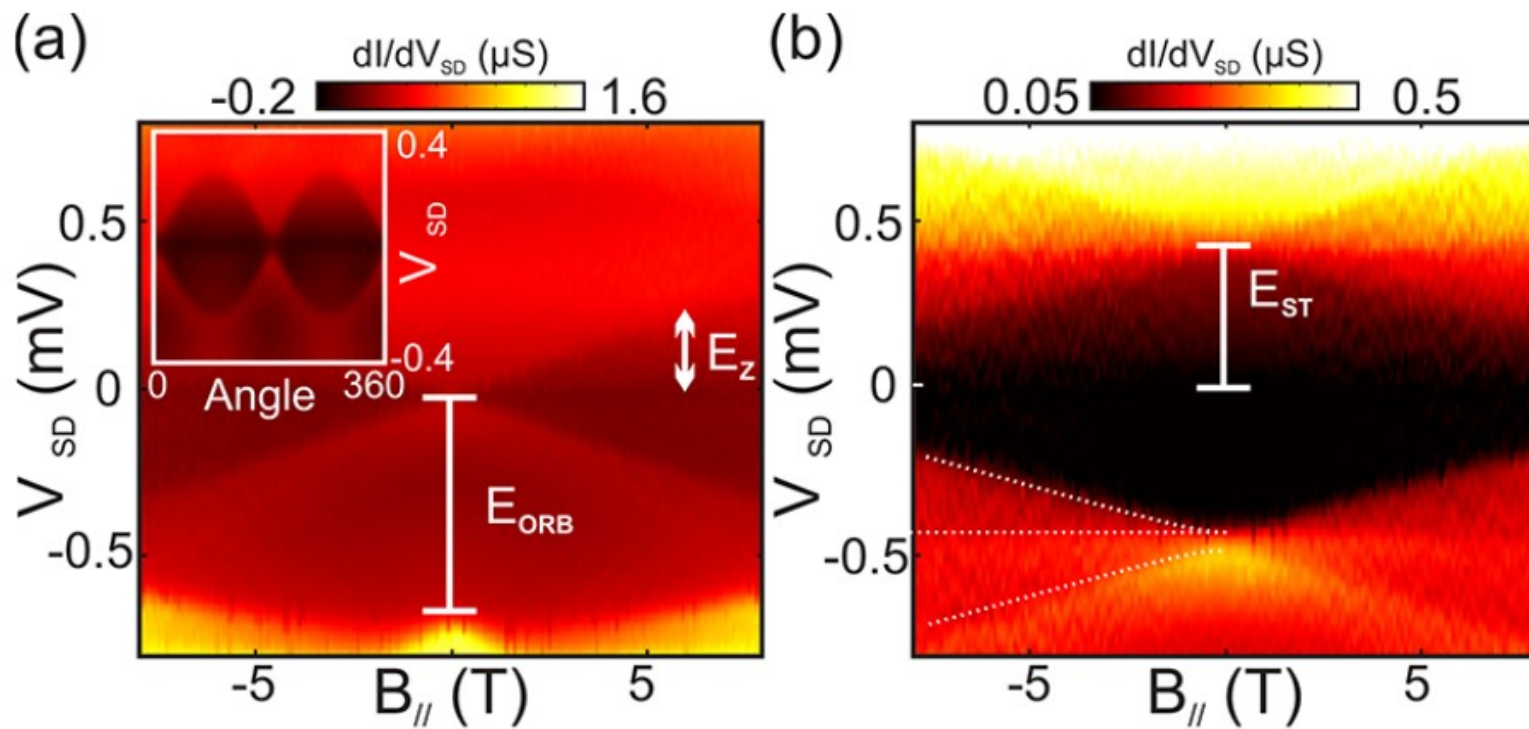 (a)
dI/dV_SD (µS)
-0.2
1.6
0.4
V_SD
-0.4
0
Angle
360
E_Z
E_ORB
V_SD (mV)
0.5
0
-0.5
-5
B_// (T)
5
(b)
dI/dV_SD (µS)
0.05
0.5
E_ST
V_SD (mV)
0.5
0
-0.5
-5
B_// (T)
5